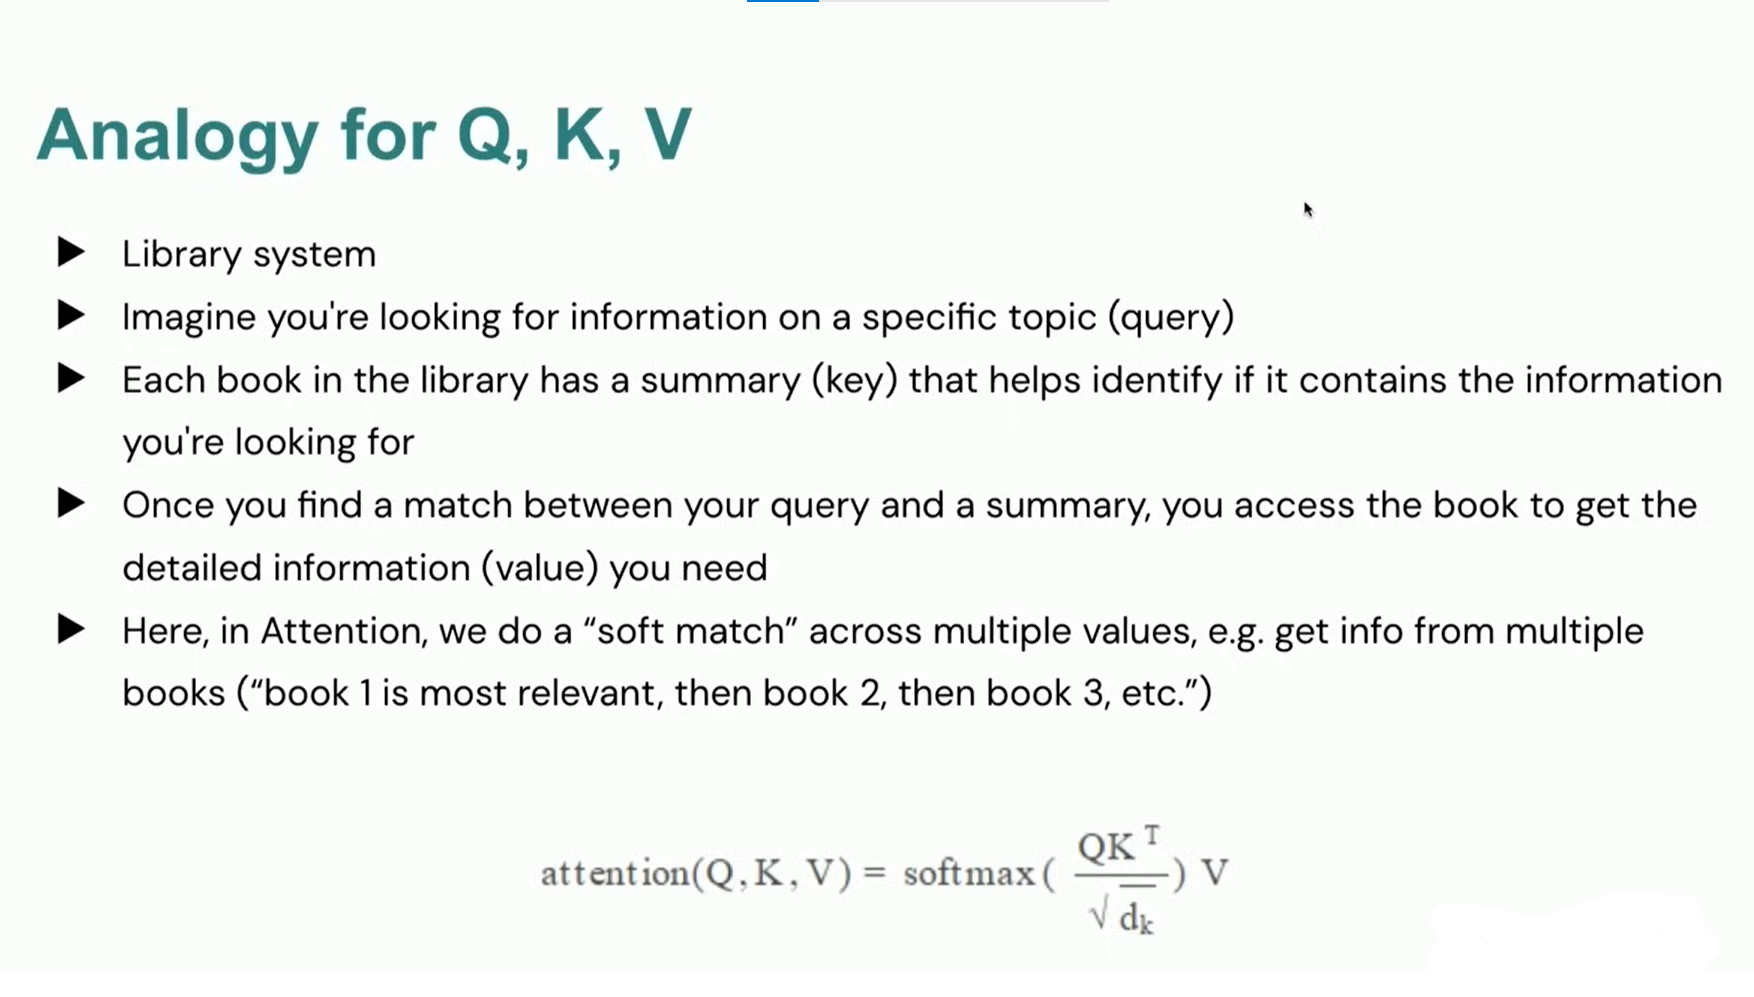 Analogy for Q, K, V
▶ Library system
▶ Imagine you're looking for information on a specific topic (query)
▶ Each book in the library has a summary (key) that helps identify if it contains the information
you're looking for
▶ Once you find a match between your query and a summary, you access the book to get the
detailed information (value) you need
▶ Here, in Attention, we do a “soft match” across multiple values, e.g. get info from multiple
books (“book 1 is most relevant, then book 2, then book 3, etc.”)
attention(Q, K, V) = softmax( QK^T / √d_k ) V